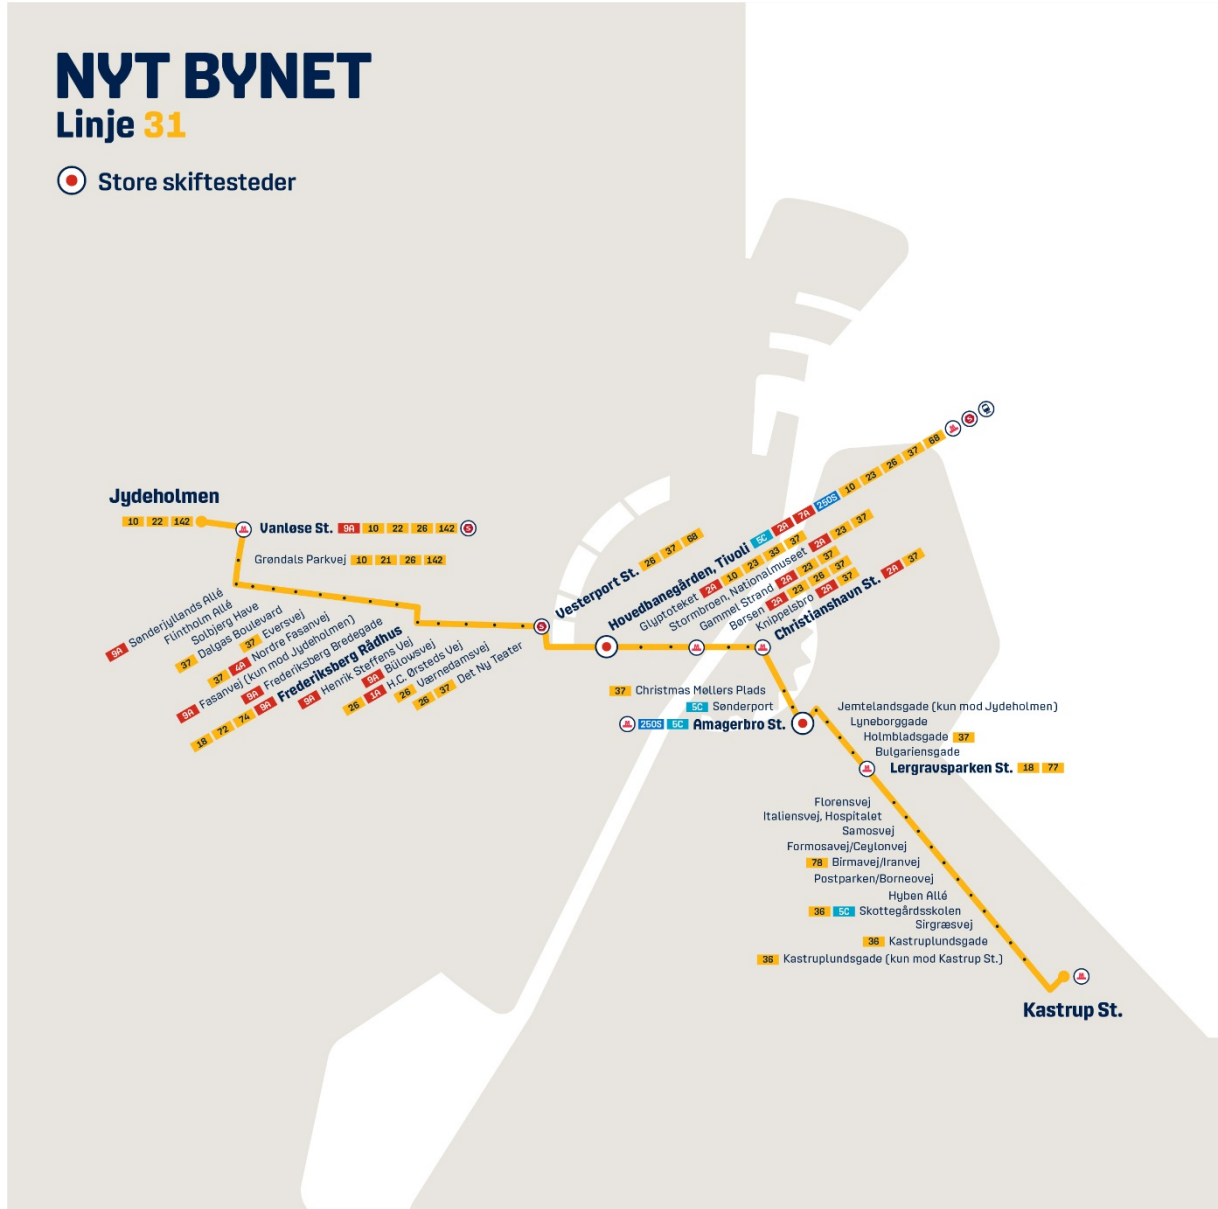 NYT BYNET
Linje 31
Store skiftesteder
Jydeholmen
10 22 142
Vanløse St. 9A 10 22 26 142 S
Grøndals Parkvej 10 21 26 142
9A Sønderjyllands Allé
Flintholm Allé
Solbjerg Have
37 Dalgas Boulevard
37 Eversvej
37 4A Nordre Fasanvej
9A Fasanvej (kun mod Jydeholmen)
9A Frederiksberg Bredegade
18 72 74 9A Frederiksberg Rådhus
9A Henrik Steffens Vej
9A Bülowsvej
26 1A H.C. Ørsteds Vej
26 Værnedamsvej
26 37 Det Ny Teater
S
Vesterport St. 26 37 68
Hovedbanegården, Tivoli 5C 2A 7A 250S 10 23 26 37 68 M S
Glyptoteket 2A 10 23 33 37
Stormbroen, Nationalmuseet 2A 23 37
Gammel Strand 2A 23 37
Børsen 2A 23 26 37
Knippelsbro 2A 37
Christianshavn St. 2A 37
37 Christmas Møllers Plads
5C Sønderport
250S 5C Amagerbro St.
Jemtelandsgade (kun mod Jydeholmen)
Lyneborggade
Holmbladsgade 37
Bulgariensgade
Lergravsparken St. 18 77
Florensvej
Italiensvej, Hospitalet
Samosvej
Formosavej/Ceylonvej
78 Birmavej/Iranvej
Postparken/Borneovej
Hyben Allé
36 5C Skottegårdsskolen
Sirgræsvej
36 Kastruplundsgade
36 Kastruplundsgade (kun mod Kastrup St.)
Kastrup St.